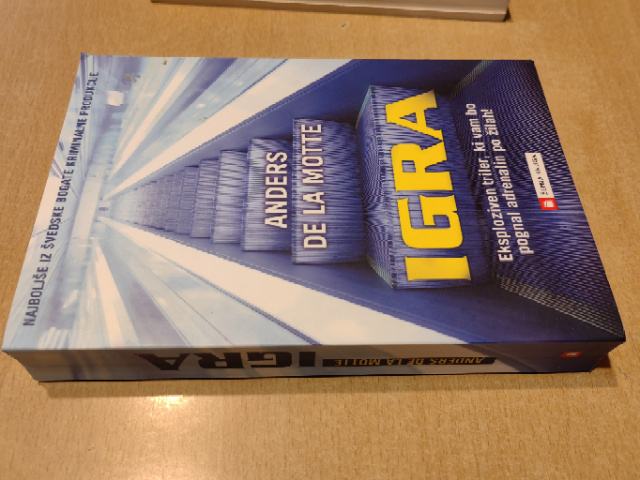 NAJBOLJŠE IZ ŠVEDSKE BOGATE KRIMINALNE PRODUKCIJE
ANDERS
DE LA MOTTE
IGRA
Eksploziven triler, ki vam bo
pognal adrenalin po žilah!
ANDERS DE LA MOTTE
IGRA